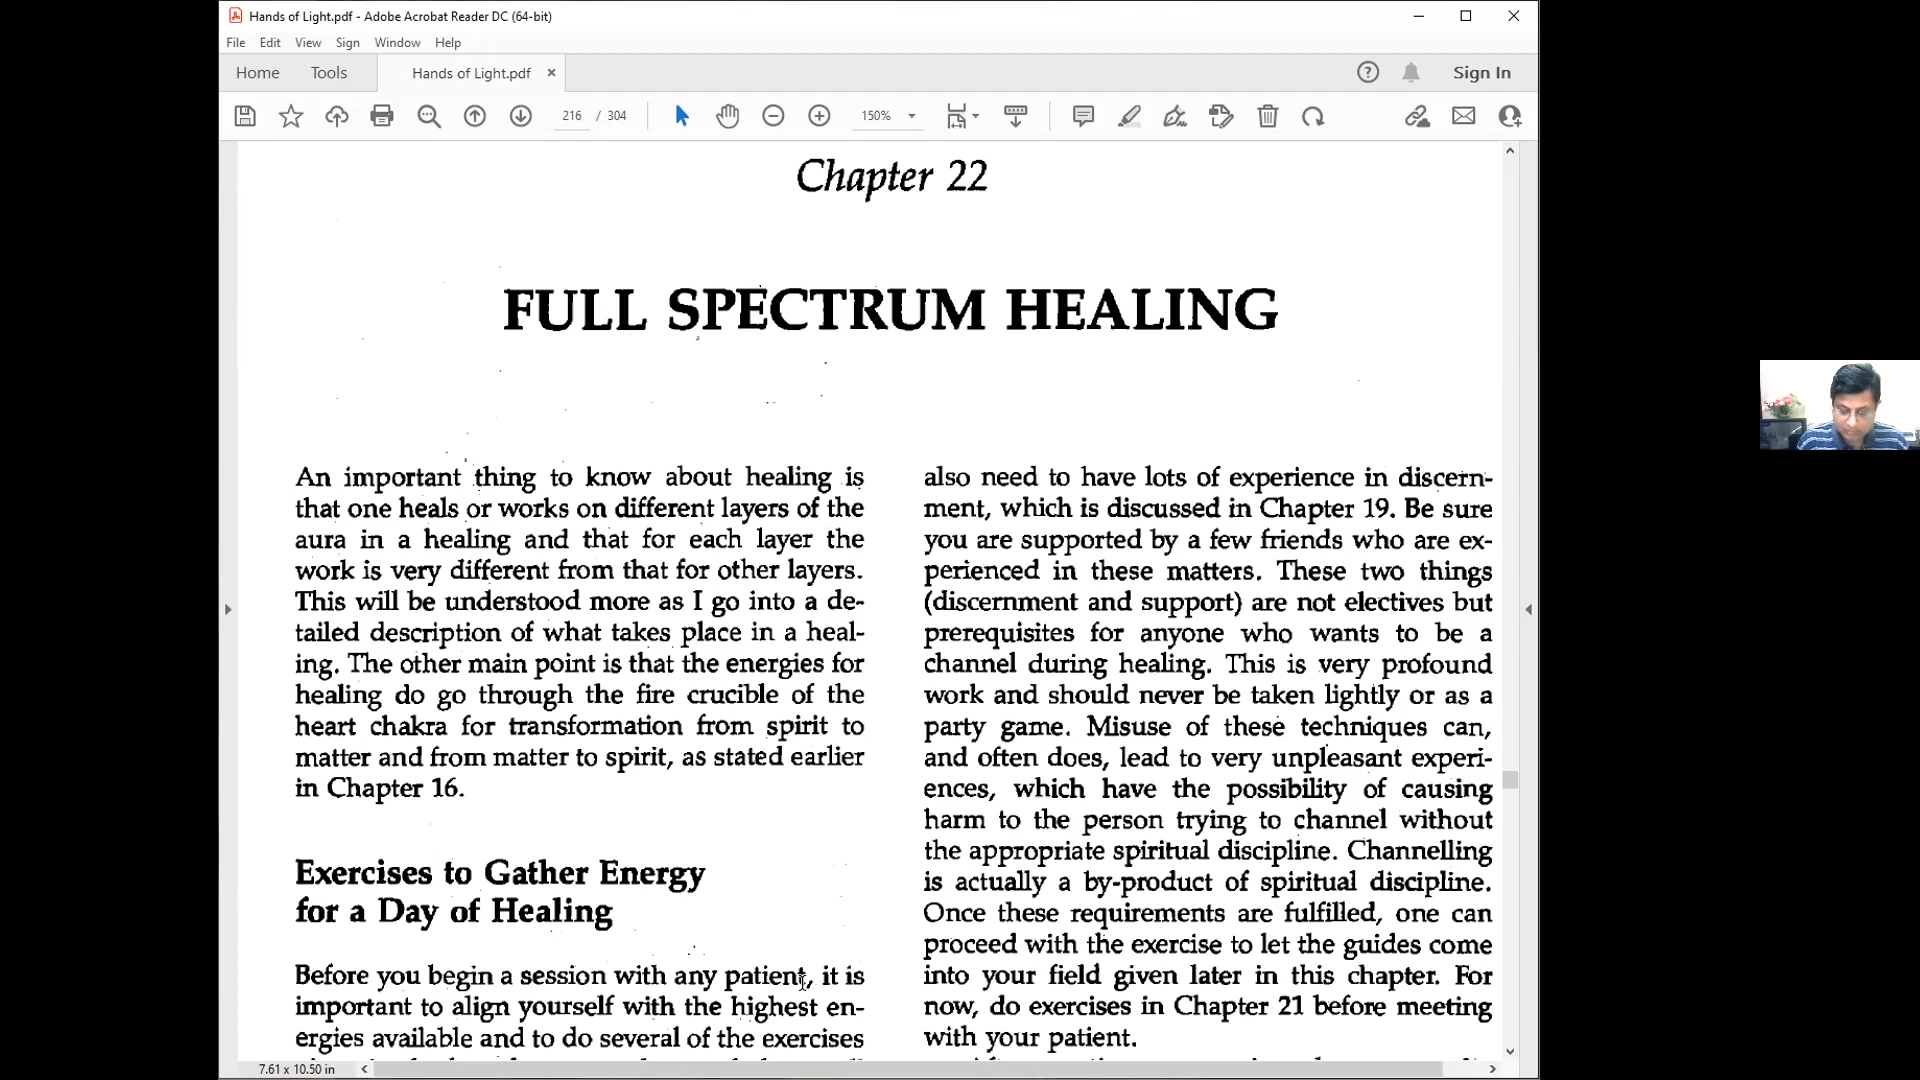 Hands of Light.pdf - Adobe Acrobat Reader DC (64-bit)
File Edit View Sign Window Help
Home Tools Hands of Light.pdf Sign In
216 / 304 150%
Chapter 22
FULL SPECTRUM HEALING
An important thing to know about healing is
that one heals or works on different layers of the
aura in a healing and that for each layer the
work is very different from that for other layers.
This will be understood more as I go into a de-
tailed description of what takes place in a heal-
ing. The other main point is that the energies for
healing do go through the fire crucible of the
heart chakra for transformation from spirit to
matter and from matter to spirit, as stated earlier
in Chapter 16.
Exercises to Gather Energy
for a Day of Healing
Before you begin a session with any patient, it is
important to align yourself with the highest en-
ergies available and to do several of the exercises
also need to have lots of experience in discern-
ment, which is discussed in Chapter 19. Be sure
you are supported by a few friends who are ex-
perienced in these matters. These two things
(discernment and support) are not electives but
prerequisites for anyone who wants to be a
channel during healing. This is very profound
work and should never be taken lightly or as a
party game. Misuse of these techniques can,
and often does, lead to very unpleasant experi-
ences, which have the possibility of causing
harm to the person trying to channel without
the appropriate spiritual discipline. Channelling
is actually a by-product of spiritual discipline.
Once these requirements are fulfilled, one can
proceed with the exercise to let the guides come
into your field given later in this chapter. For
now, do exercises in Chapter 21 before meeting
with your patient.
7.61 x 10.50 in